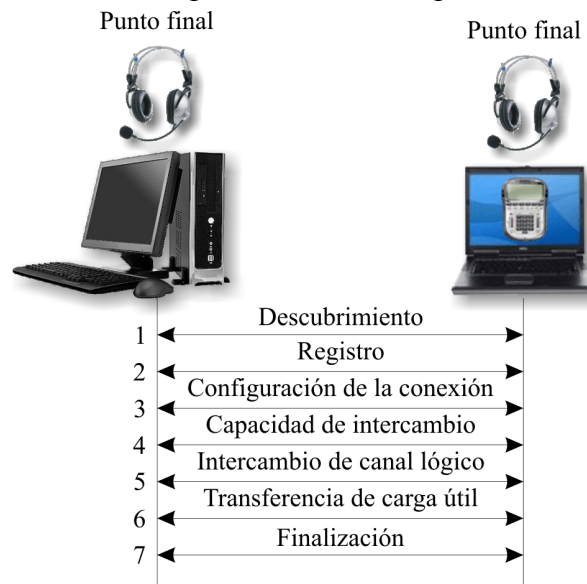 Punto final
Punto final
Descubrimiento
1
Registro
2
Configuración de la conexión
3
Capacidad de intercambio
4
Intercambio de canal lógico
5
Transferencia de carga útil
6
Finalización
7